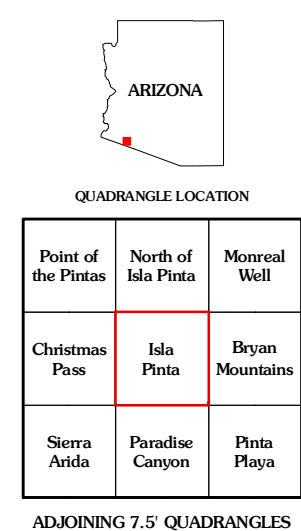 ARIZONA
QUADRANGLE LOCATION
Point of
the Pintas
North of
Isla Pinta
Monreal
Well
Christmas
Pass
Isla
Pinta
Bryan
Mountains
Sierra
Arida
Paradise
Canyon
Pinta
Playa
ADJOINING 7.5' QUADRANGLES